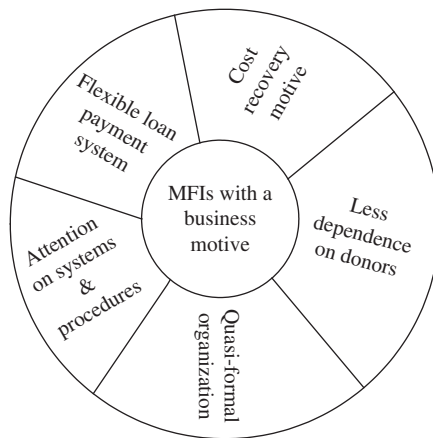 Cost
recovery
motive
Less
dependence
on donors
Quasi-formal
organization
Attention
on systems
&
procedures
Flexible loan
payment
system
MFIs with a
business
motive